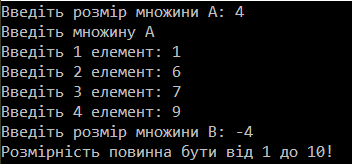 Введіть розмір множини A: 4
Введіть множину A
Введіть 1 елемент: 1
Введіть 2 елемент: 6
Введіть 3 елемент: 7
Введіть 4 елемент: 9
Введіть розмір множини B: -4
Розмірність повинна бути від 1 до 10!